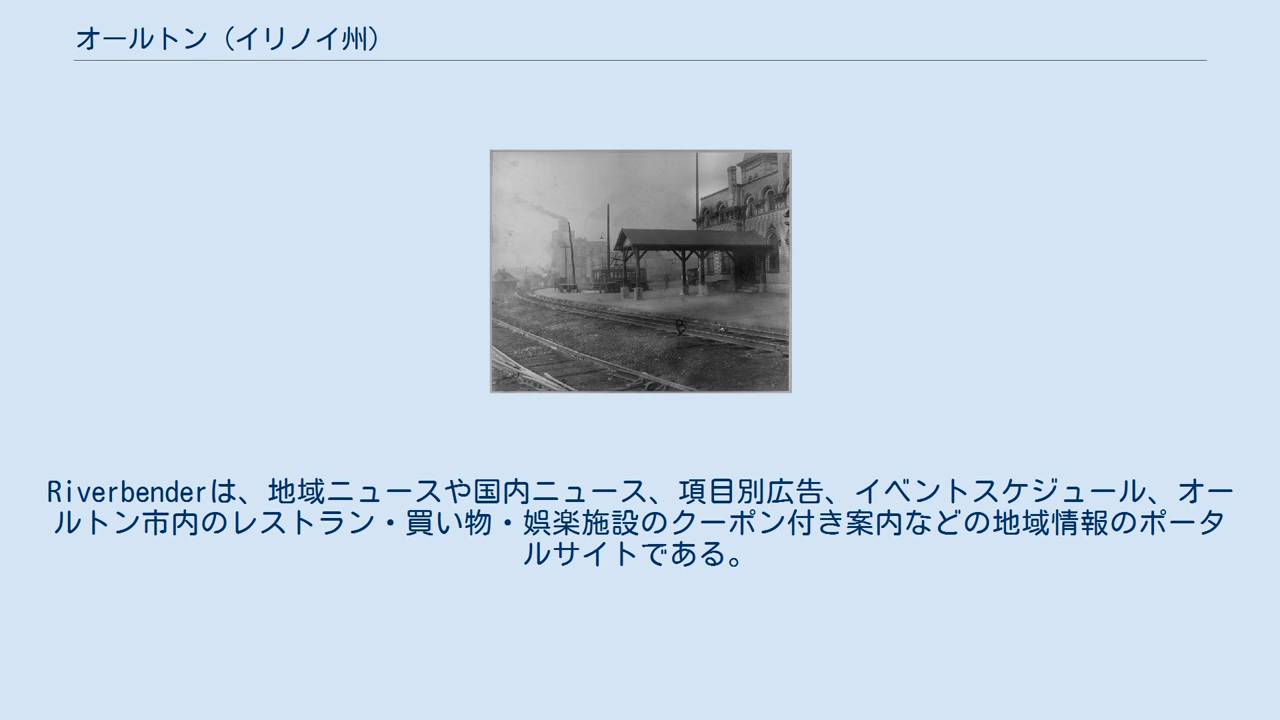 オールトン（イリノイ州）
Riverbenderは、地域ニュースや国内ニュース、項目別広告、イベントスケジュール、オー
ルトン市内のレストラン・買い物・娯楽施設のクーポン付き案内などの地域情報のポータ
ルサイトである。